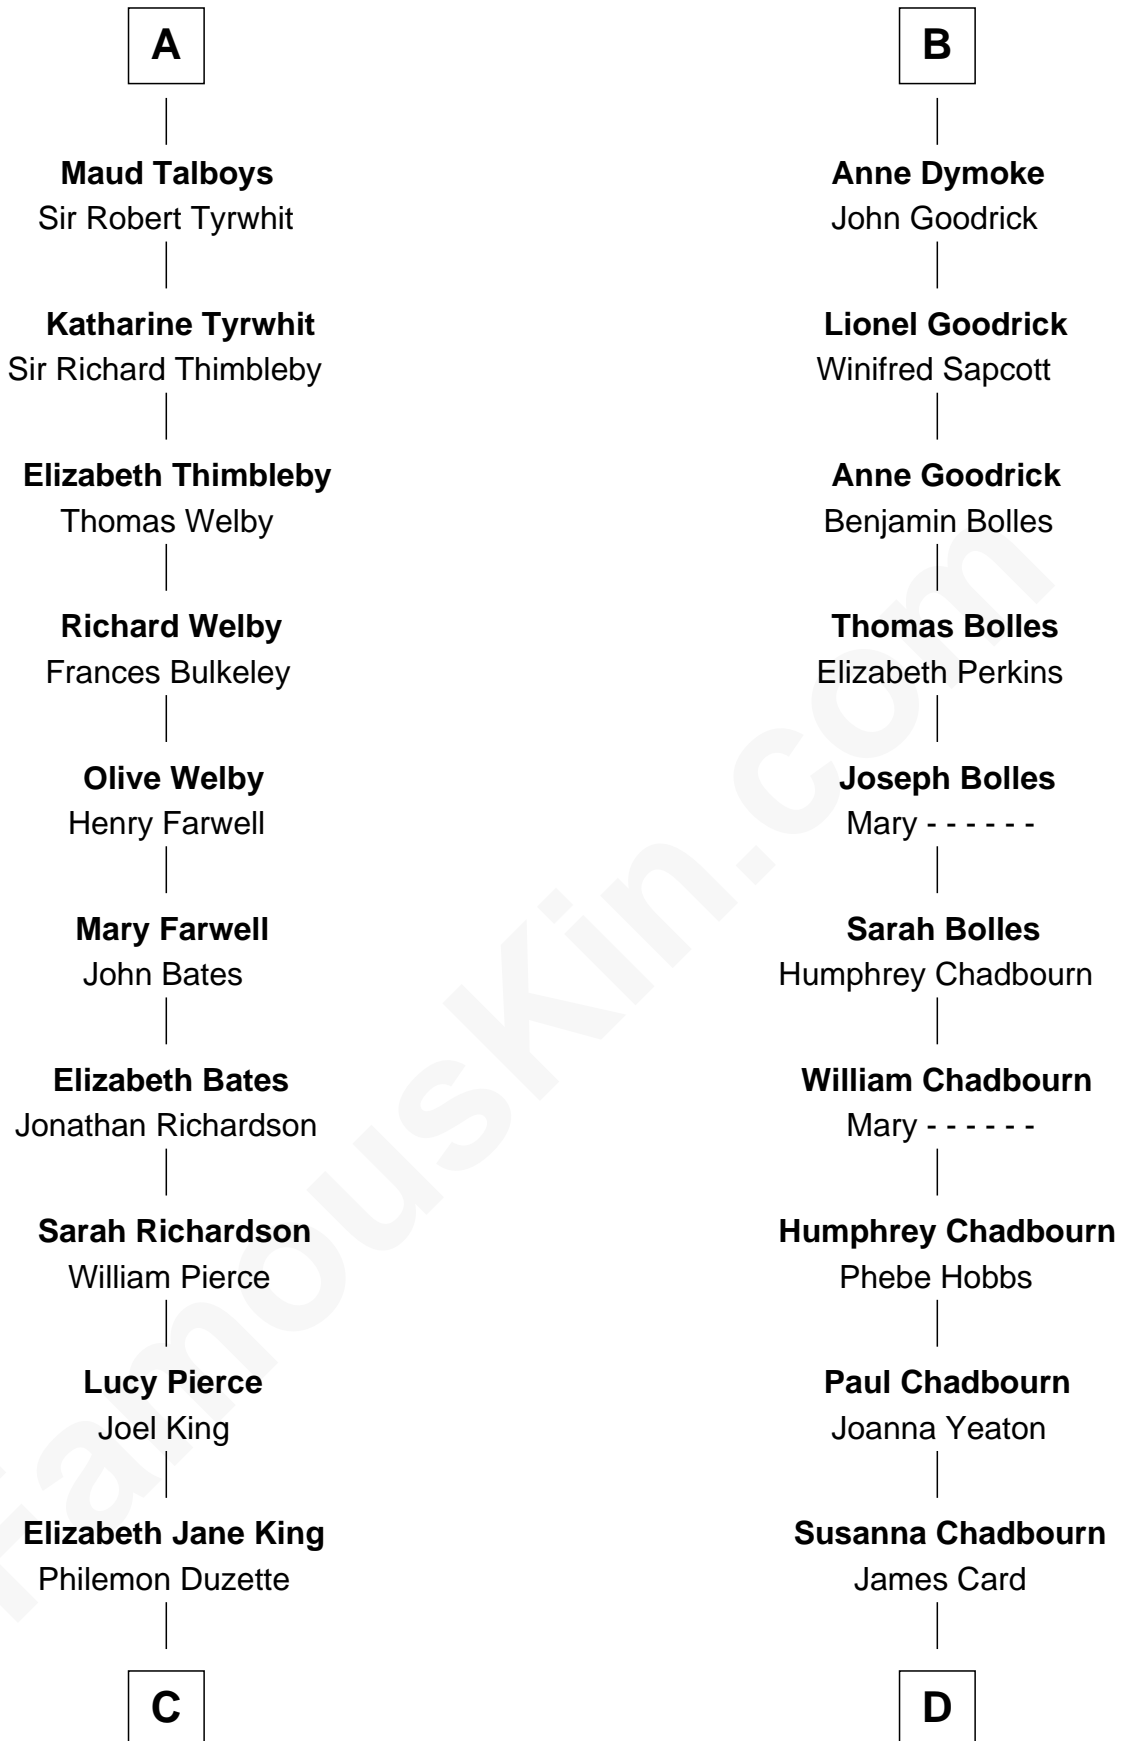 A
Maud Talboys
Sir Robert Tyrwhit
Katharine Tyrwhit
Sir Richard Thimbleby
Elizabeth Thimbleby
Thomas Welby
Richard Welby
Frances Bulkeley
Olive Welby
Henry Farwell
Mary Farwell
John Bates
Elizabeth Bates
Jonathan Richardson
Sarah Richardson
William Pierce
Lucy Pierce
Joel King
Elizabeth Jane King
Philemon Duzette
C
B
Anne Dymoke
John Goodrick
Lionel Goodrick
Winifred Sapcott
Anne Goodrick
Benjamin Bolles
Thomas Bolles
Elizabeth Perkins
Joseph Bolles
Mary - - - - - -
Sarah Bolles
Humphrey Chadbourn
William Chadbourn
Mary - - - - - -
Humphrey Chadbourn
Phebe Hobbs
Paul Chadbourn
Joanna Yeaton
Susanna Chadbourn
James Card
D
FamousKin.com